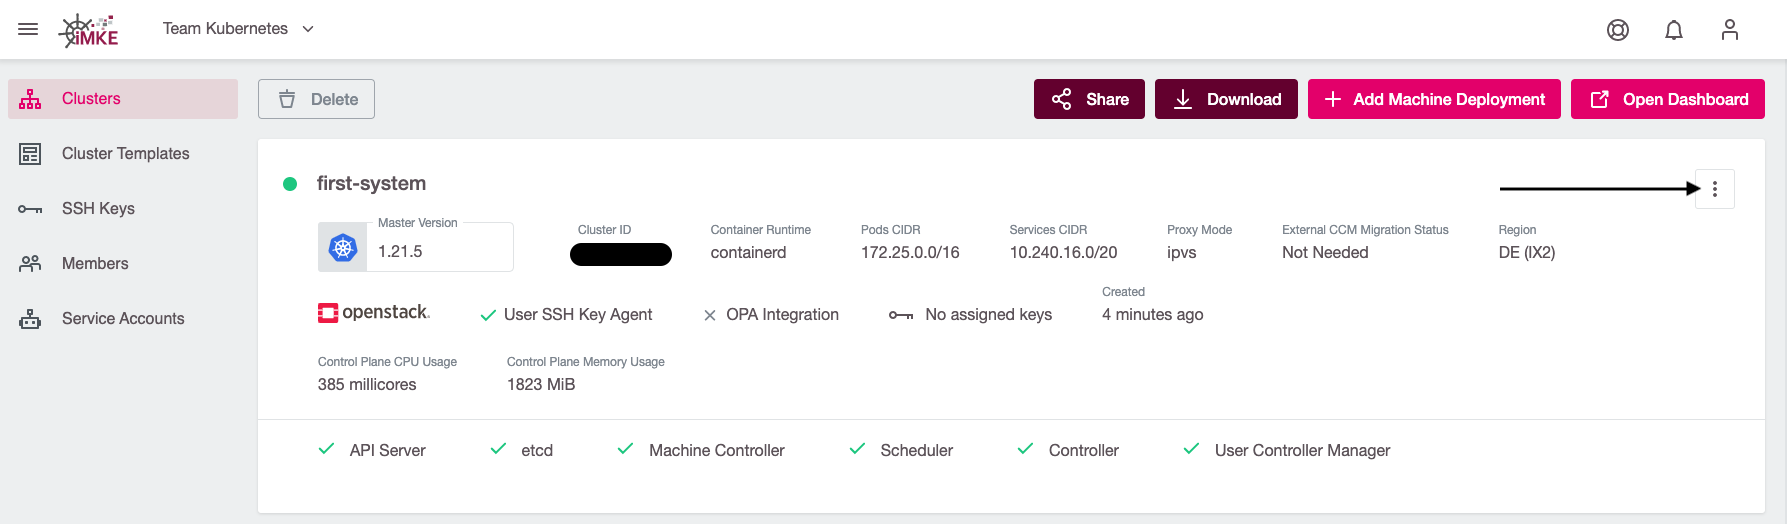 iMKE Team Kubernetes
Clusters
Cluster Templates
SSH Keys
Members
Service Accounts
Delete Share Download Add Machine Deployment Open Dashboard
first-system
Master Version Cluster ID Container Runtime Pods CIDR Services CIDR Proxy Mode External CCM Migration Status Region
1.21.5 containerd 172.25.0.0/16 10.240.16.0/20 ipvs Not Needed DE (IX2)
Created
openstack. User SSH Key Agent OPA Integration No assigned keys 4 minutes ago
Control Plane CPU Usage Control Plane Memory Usage
385 millicores 1823 MiB
API Server etcd Machine Controller Scheduler Controller User Controller Manager